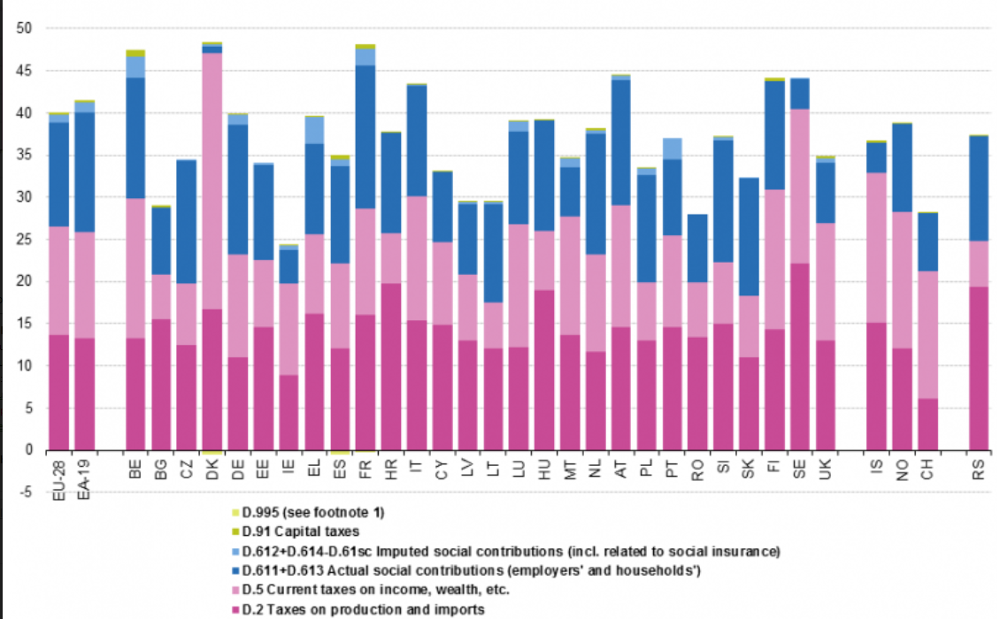 50
45
40
35
30
25
20
15
10
5
0
-5
EU-28 EA-19 BE BG CZ DK DE EE IE EL ES FR HR IT CY LV LT LU HU MT NL AT PL PT RO SI SK FI SE UK IS NO CH RS
D.995 (see footnote 1)
D.91 Capital taxes
D.612+D.614-D.61sc Imputed social contributions (incl. related to social insurance)
D.611+D.613 Actual social contributions (employers' and households')
D.5 Current taxes on income, wealth, etc.
D.2 Taxes on production and imports